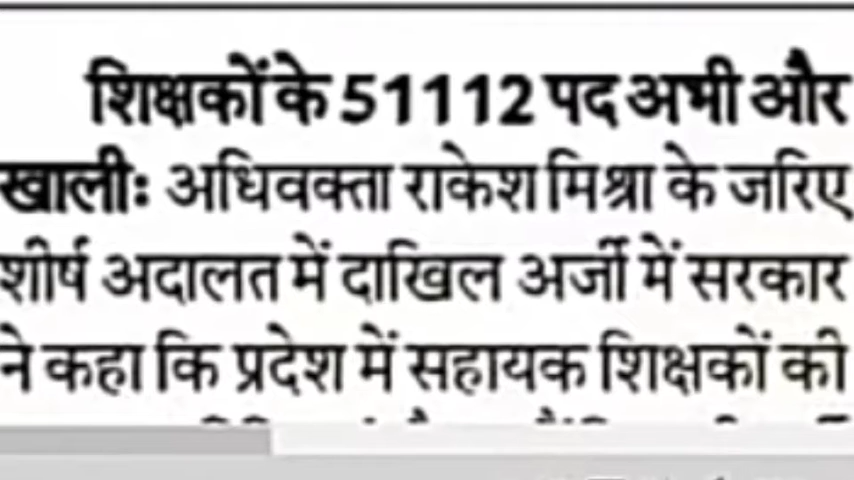 शिक्षकों के 51112 पद अभी और
खालीः अधिवक्ता राकेश मिश्रा के जरिए
शीर्ष अदालत में दाखिल अर्जी में सरकार
ने कहा कि प्रदेश में सहायक शिक्षकों की